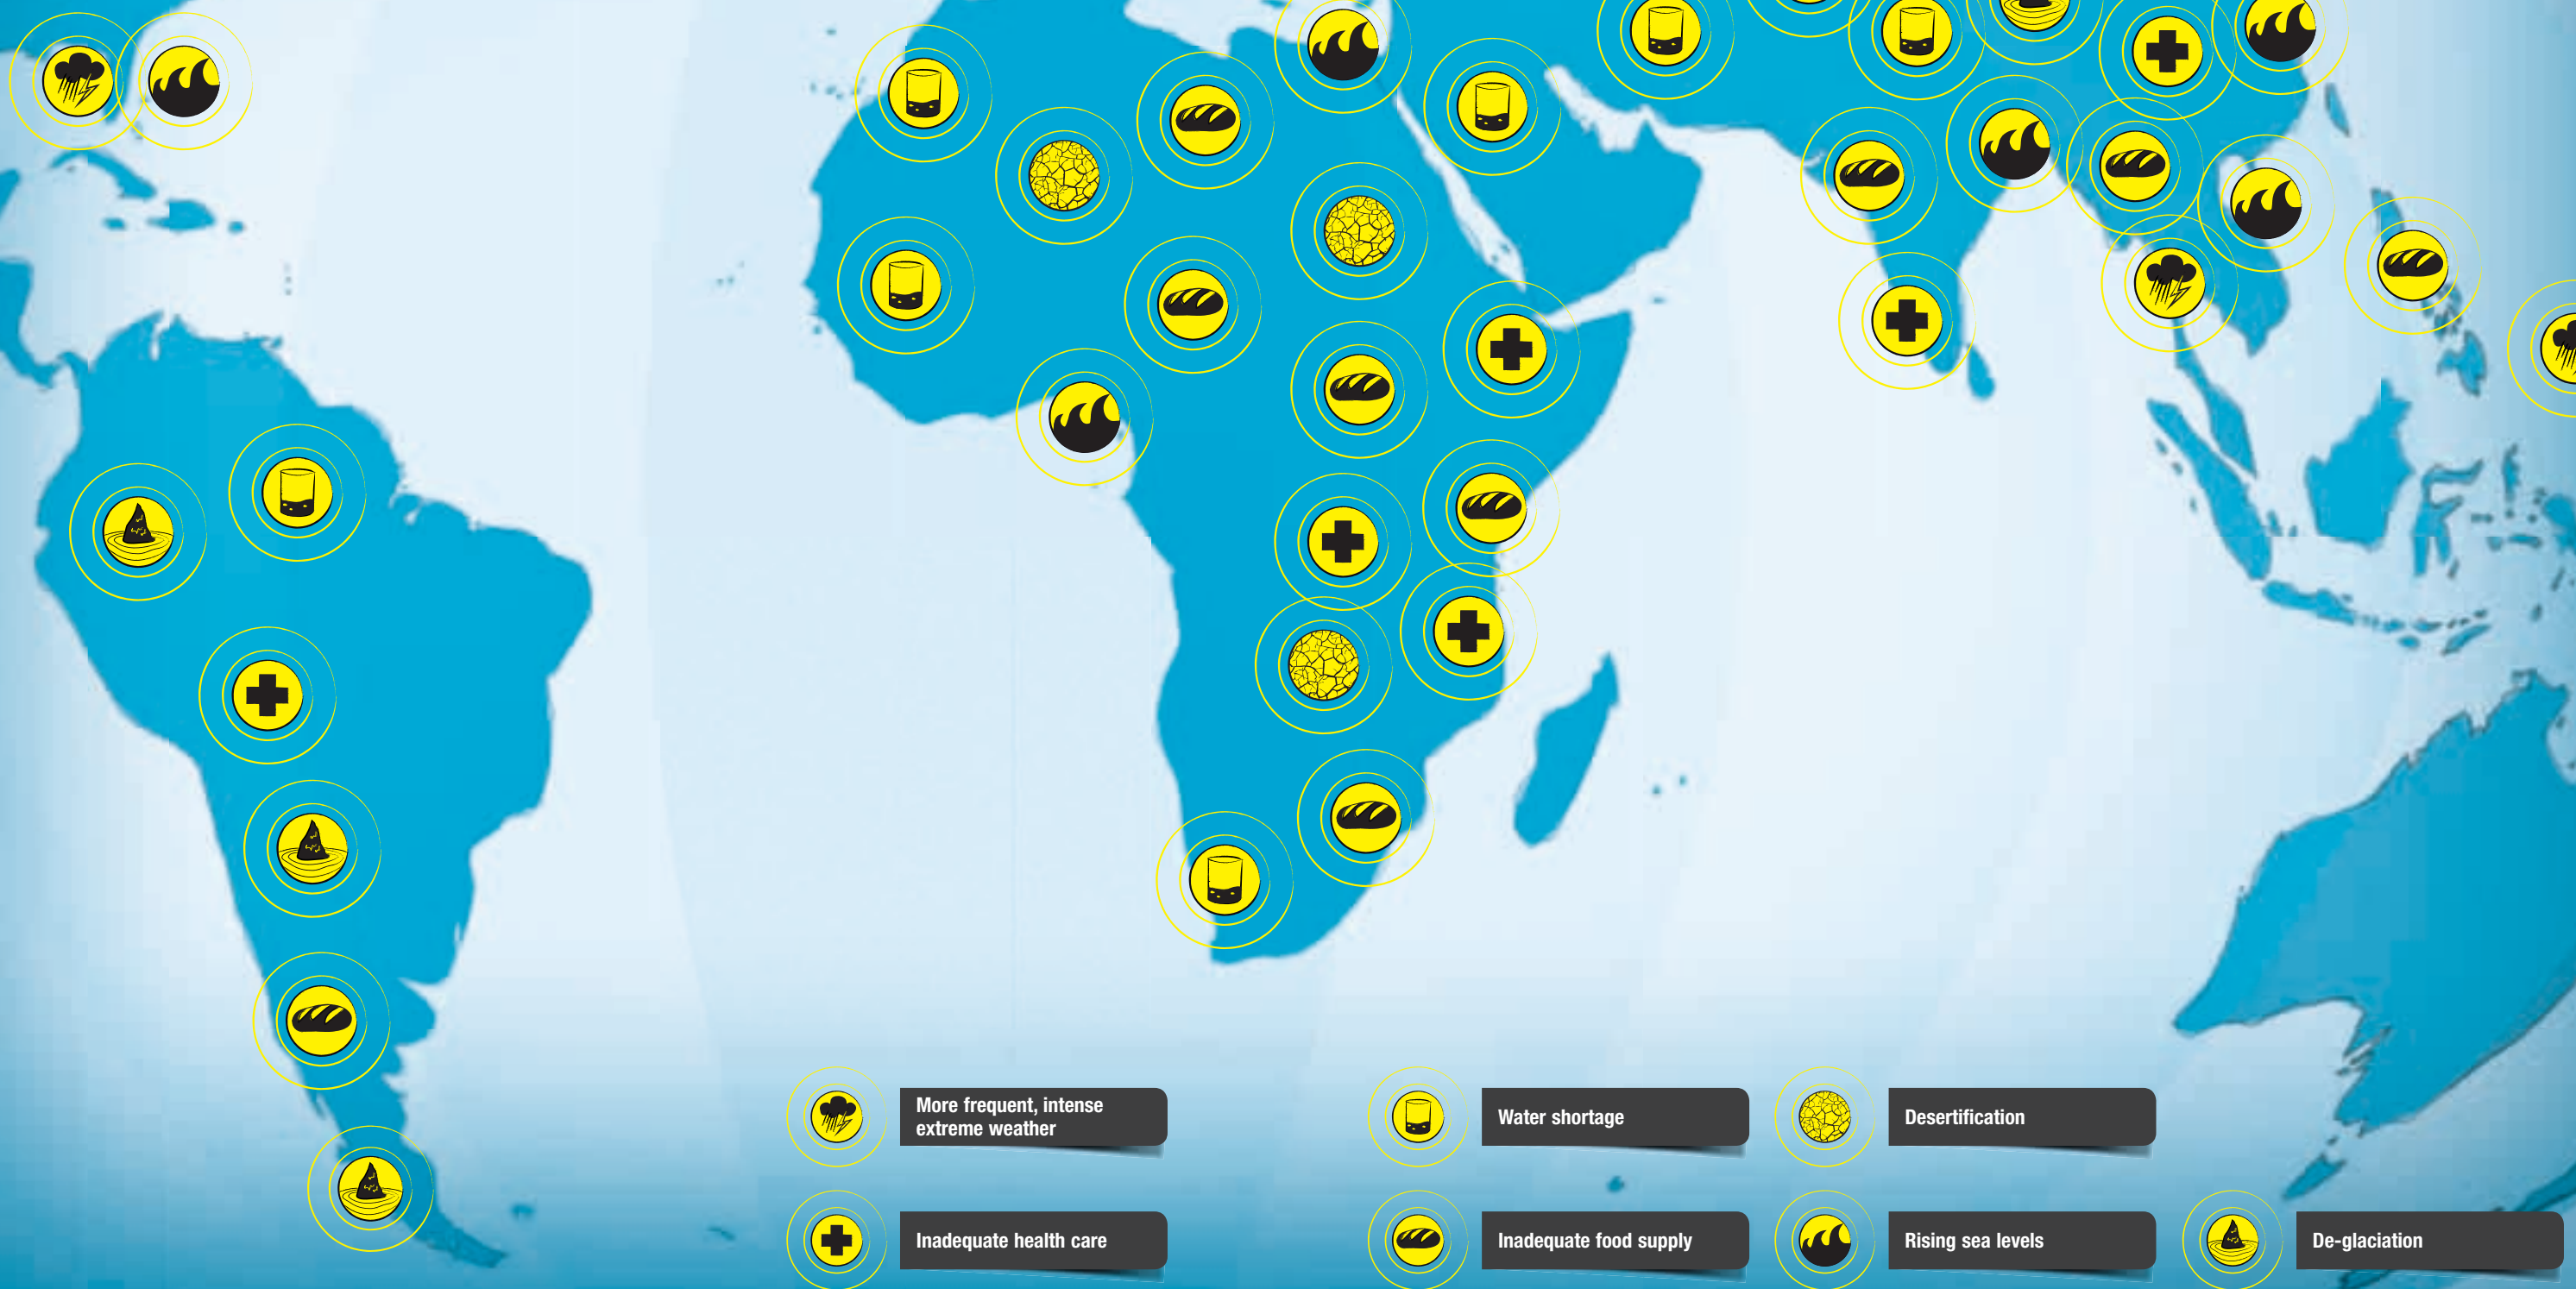 More frequent, intense
extreme weather
Water shortage
Desertification
Inadequate health care
Inadequate food supply
Rising sea levels
De-glaciation